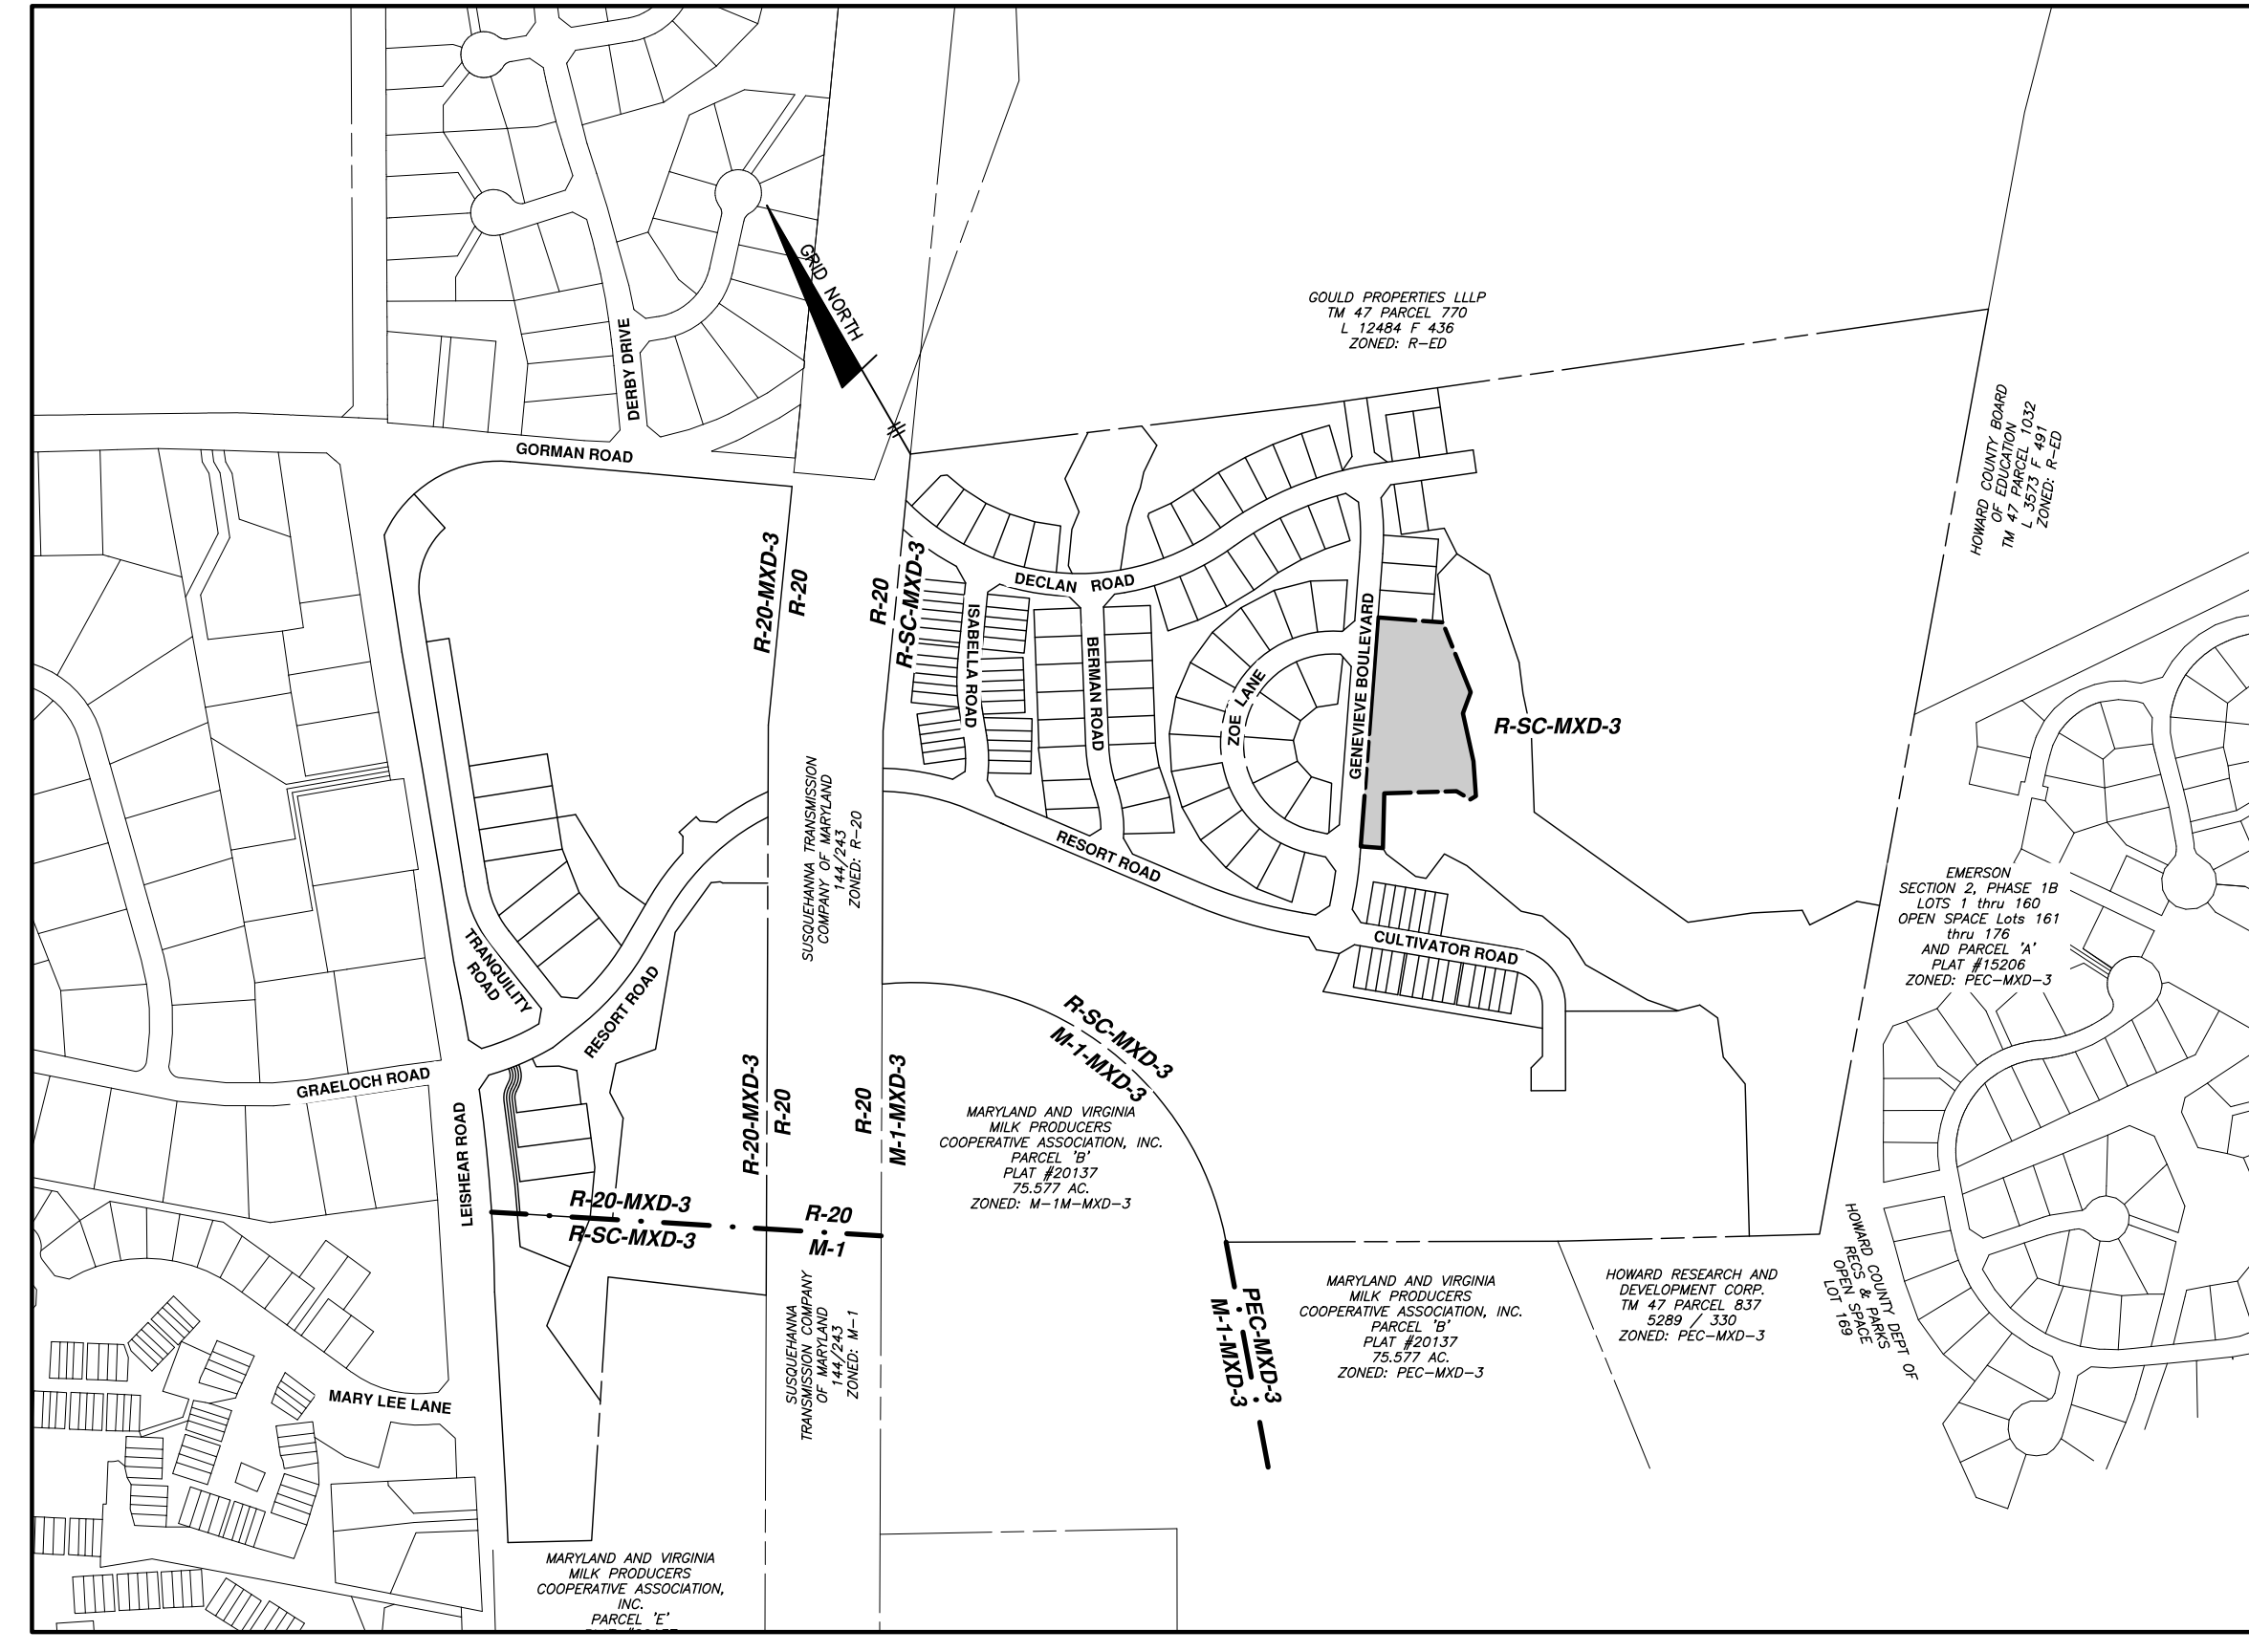 GRID NORTH
DERBY DRIVE
GORMAN ROAD
GOULD PROPERTIES LLLP
TM 47 PARCEL 770
L 12484 F 436
ZONED: R-ED
HOWARD COUNTY BOARD
OF EDUCATION
TM 47 PARCEL 1032
L 3573 F 491
ZONED: R-ED
R-20-MXD-3
R-20
R-20
R-SC-MXD-3
DECLAN ROAD
ISABELLA ROAD
BERMAN ROAD
ZOE LANE
GENEVIEVE BOULEVARD
R-SC-MXD-3
SUSQUEHANNA TRANSMISSION
COMPANY OF MARYLAND
144/243
ZONED: R-20
RESORT ROAD
TRANQUILITY
ROAD
RESORT ROAD
CULTIVATOR ROAD
EMERSON
SECTION 2, PHASE 1B
LOTS 1 thru 160
OPEN SPACE Lots 161
thru 176
AND PARCEL 'A'
PLAT #15206
ZONED: PEC-MXD-3
GRAELOCH ROAD
LEISHEAR ROAD
R-20-MXD-3
R-20
R-20
M-1-MXD-3
R-SC-MXD-3
M-1-MXD-3
MARYLAND AND VIRGINIA
MILK PRODUCERS
COOPERATIVE ASSOCIATION, INC.
PARCEL 'B'
PLAT #20137
75.577 AC.
ZONED: M-1M-MXD-3
R-20-MXD-3
R-SC-MXD-3
R-20
M-1
SUSQUEHANNA
TRANSMISSION COMPANY
OF MARYLAND
144/243
ZONED: M-1
PEC-MXD-3
M-1-MXD-3
MARYLAND AND VIRGINIA
MILK PRODUCERS
COOPERATIVE ASSOCIATION, INC.
PARCEL 'B'
PLAT #20137
75.577 AC.
ZONED: PEC-MXD-3
HOWARD RESEARCH AND
DEVELOPMENT CORP.
TM 47 PARCEL 837
5289 / 330
ZONED: PEC-MXD-3
HOWARD COUNTY DEPT OF
RECS & PARKS
OPEN SPACE
LOT 169
MARY LEE LANE
MARYLAND AND VIRGINIA
MILK PRODUCERS
COOPERATIVE ASSOCIATION,
INC.
PARCEL 'E'